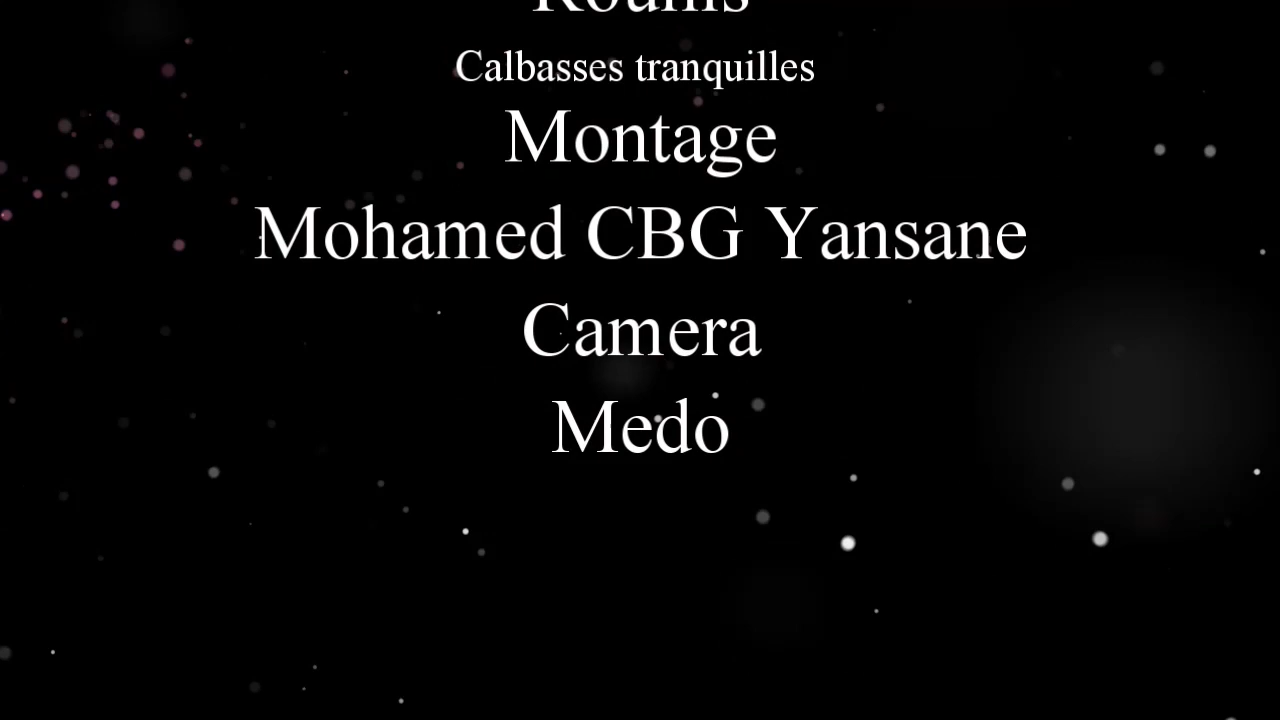 Calbasses tranquilles
Montage
Mohamed CBG Yansane
Camera
Medo